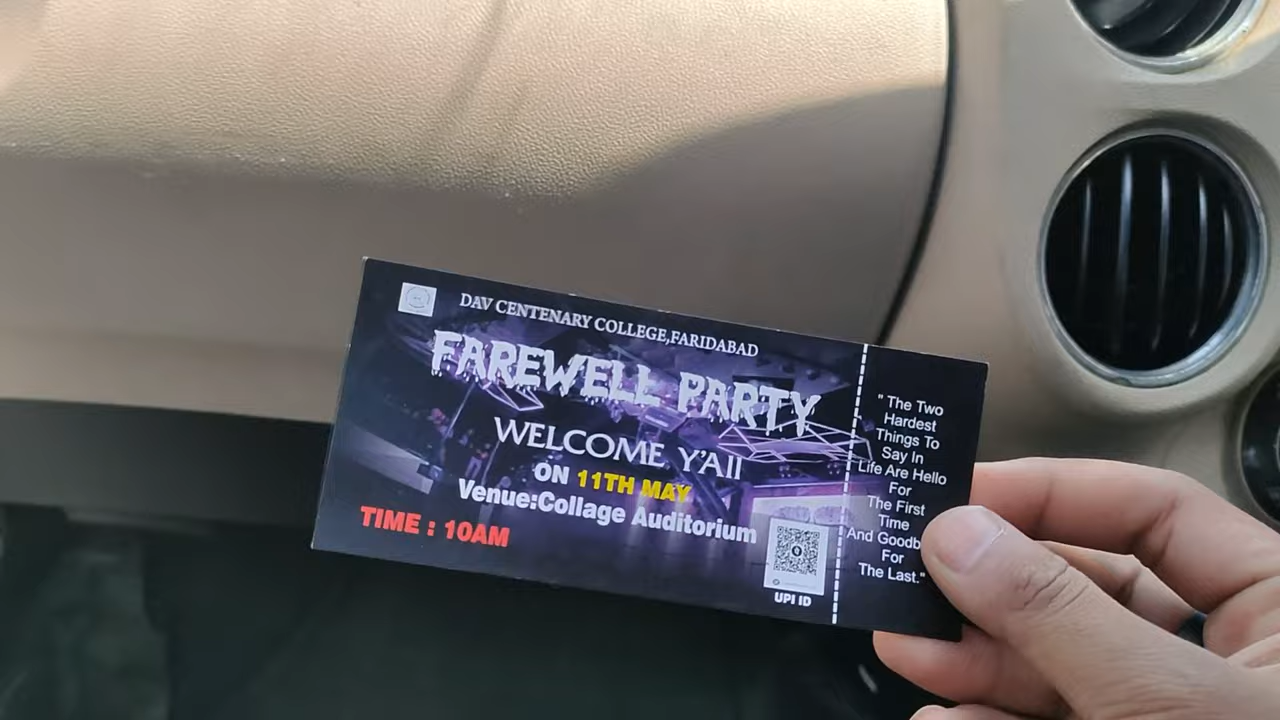 DAV CENTENARY COLLEGE,FARIDABAD
FAREWELL PARTY
WELCOME Y'All
ON 11TH MAY
Venue:Collage Auditorium
TIME : 10AM
UPI ID
" The Two
Hardest
Things To
Say In
Life Are Hello
For
The First
Time
And Goodb
For
The Last."